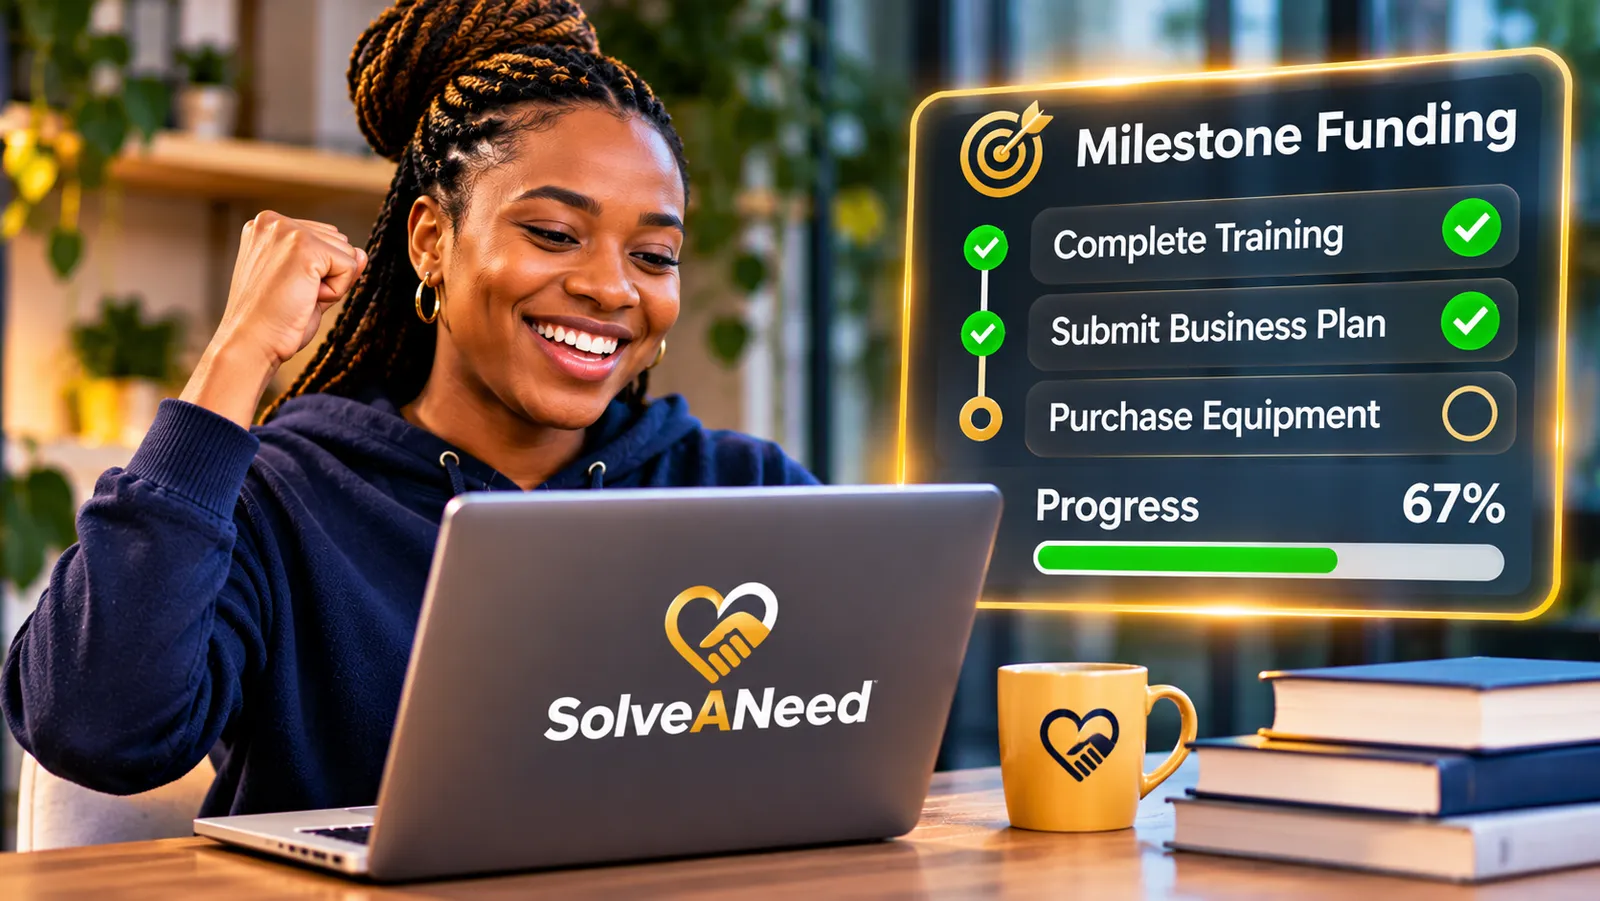 Milestone Funding
Complete Training
Submit Business Plan
Purchase Equipment
Progress 67%
SolveANeed